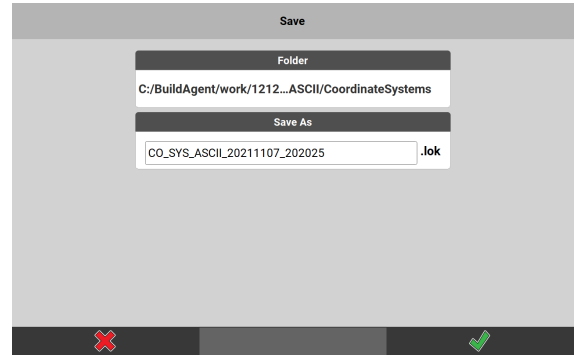 Save
Folder
C:/BuildAgent/work/1212...ASCII/CoordinateSystems
Save As
CO_SYS_ASCII_20211107_202025 .lok